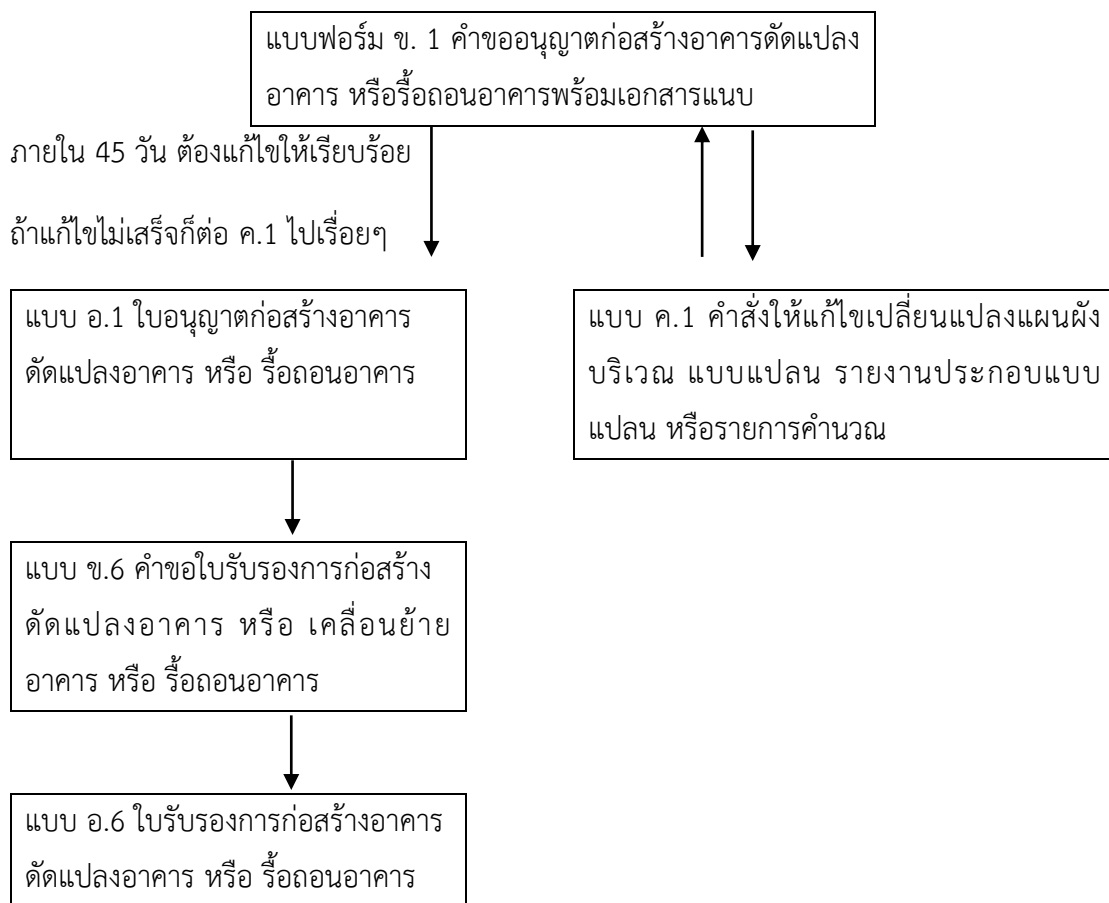 แบบฟอร์ม ข. 1 คำขออนุญาตก่อสร้างอาคารดัดแปลง
อาคาร หรือรื้อถอนอาคารพร้อมเอกสารแนบ
ภายใน 45 วัน ต้องแก้ไขให้เรียบร้อย
ถ้าแก้ไขไม่เสร็จก็ต่อ ค.1 ไปเรื่อยๆ
แบบ อ.1 ใบอนุญาตก่อสร้างอาคาร
ดัดแปลงอาคาร หรือ รื้อถอนอาคาร
แบบ ค.1 คำสั่งให้แก้ไขเปลี่ยนแปลงแผนผัง
บริเวณ แบบแปลน รายงานประกอบแบบ
แปลน หรือรายการคำนวณ
แบบ ข.6 คำขอใบรับรองการก่อสร้าง
ดัดแปลงอาคาร หรือ เคลื่อนย้าย
อาคาร หรือ รื้อถอนอาคาร
แบบ อ.6 ใบรับรองการก่อสร้างอาคาร
ดัดแปลงอาคาร หรือ รื้อถอนอาคาร